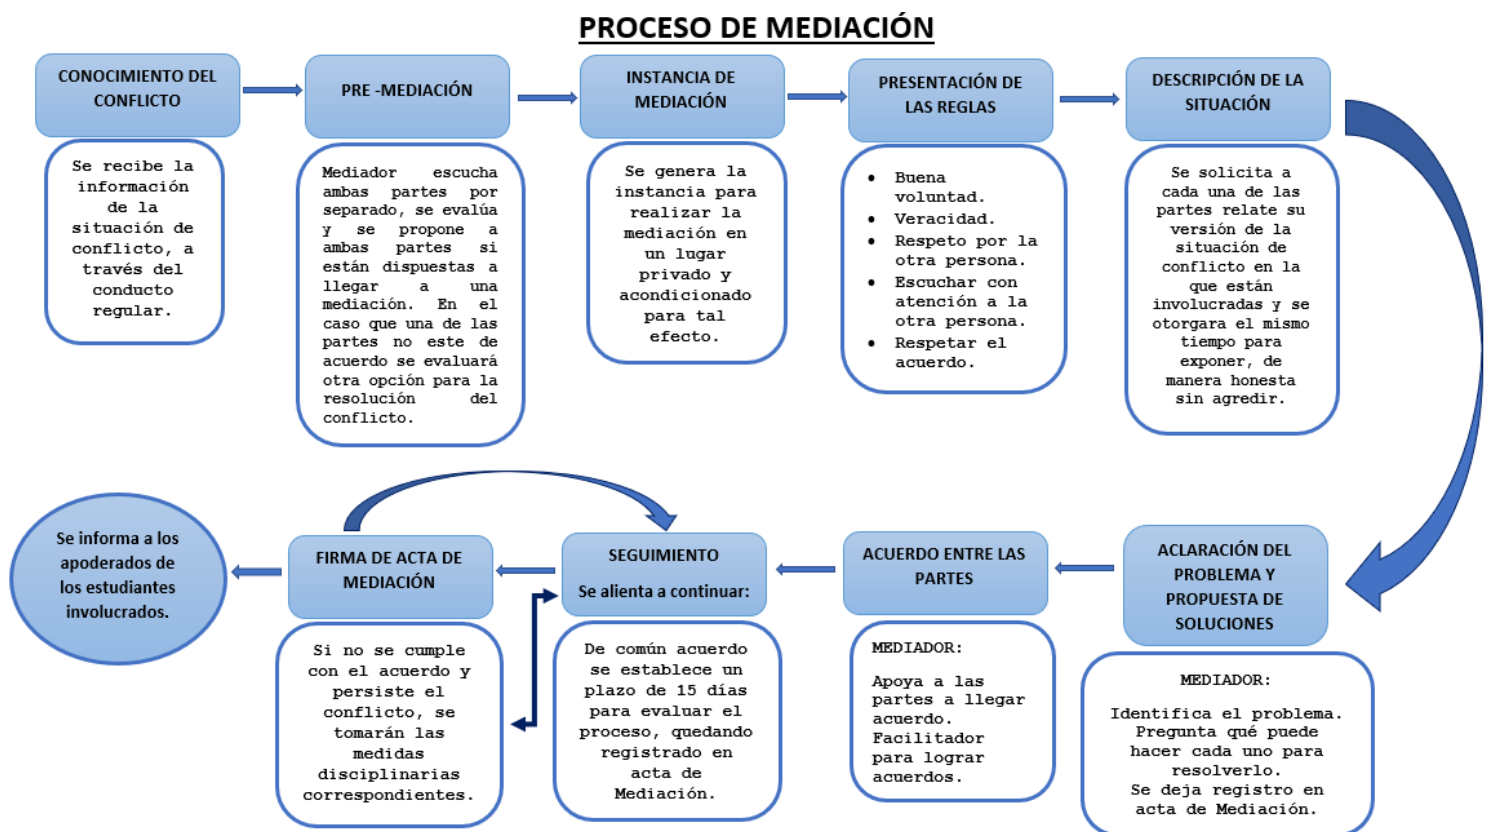 PROCESO DE MEDIACIÓN
CONOCIMIENTO DEL
CONFLICTO
Se recibe la
información
de la
situación de
conflicto, a
través del
conducto
regular.
PRE -MEDIACIÓN
Mediador escucha
ambas partes por
separado, se evalúa
y se propone a
ambas partes si
están dispuestas a
llegar a una
mediación. En el
caso que una de las
partes no este de
acuerdo se evaluará
otra opción para la
resolución del
conflicto.
INSTANCIA DE
MEDIACIÓN
Se genera la
instancia para
realizar la
mediación en
un lugar
privado y
acondicionado
para tal
efecto.
PRESENTACIÓN DE
LAS REGLAS
• Buena
voluntad.
• Veracidad.
• Respeto por la
otra persona.
• Escuchar con
atención a la
otra persona.
• Respetar el
acuerdo.
DESCRIPCIÓN DE LA
SITUACIÓN
Se solicita a
cada una de las
partes relate su
versión de la
situación de
conflicto en la
que están
involucradas y se
otorgara el mismo
tiempo para
exponer, de
manera honesta
sin agredir.
ACLARACIÓN DEL
PROBLEMA Y
PROPUESTA DE
SOLUCIONES
MEDIADOR:
Identifica el problema.
Pregunta qué puede
hacer cada uno para
resolverlo.
Se deja registro en
acta de Mediación.
ACUERDO ENTRE LAS
PARTES
MEDIADOR:
Apoya a las
partes a llegar
acuerdo.
Facilitador
para lograr
acuerdos.
SEGUIMIENTO
Se alienta a continuar:
De común acuerdo
se establece un
plazo de 15 días
para evaluar el
proceso, quedando
registrado en
acta de
Mediación.
FIRMA DE ACTA DE
MEDIACIÓN
Si no se cumple
con el acuerdo y
persiste el
conflicto, se
tomarán las
medidas
disciplinarias
correspondientes.
Se informa a los
apoderados de
los estudiantes
involucrados.